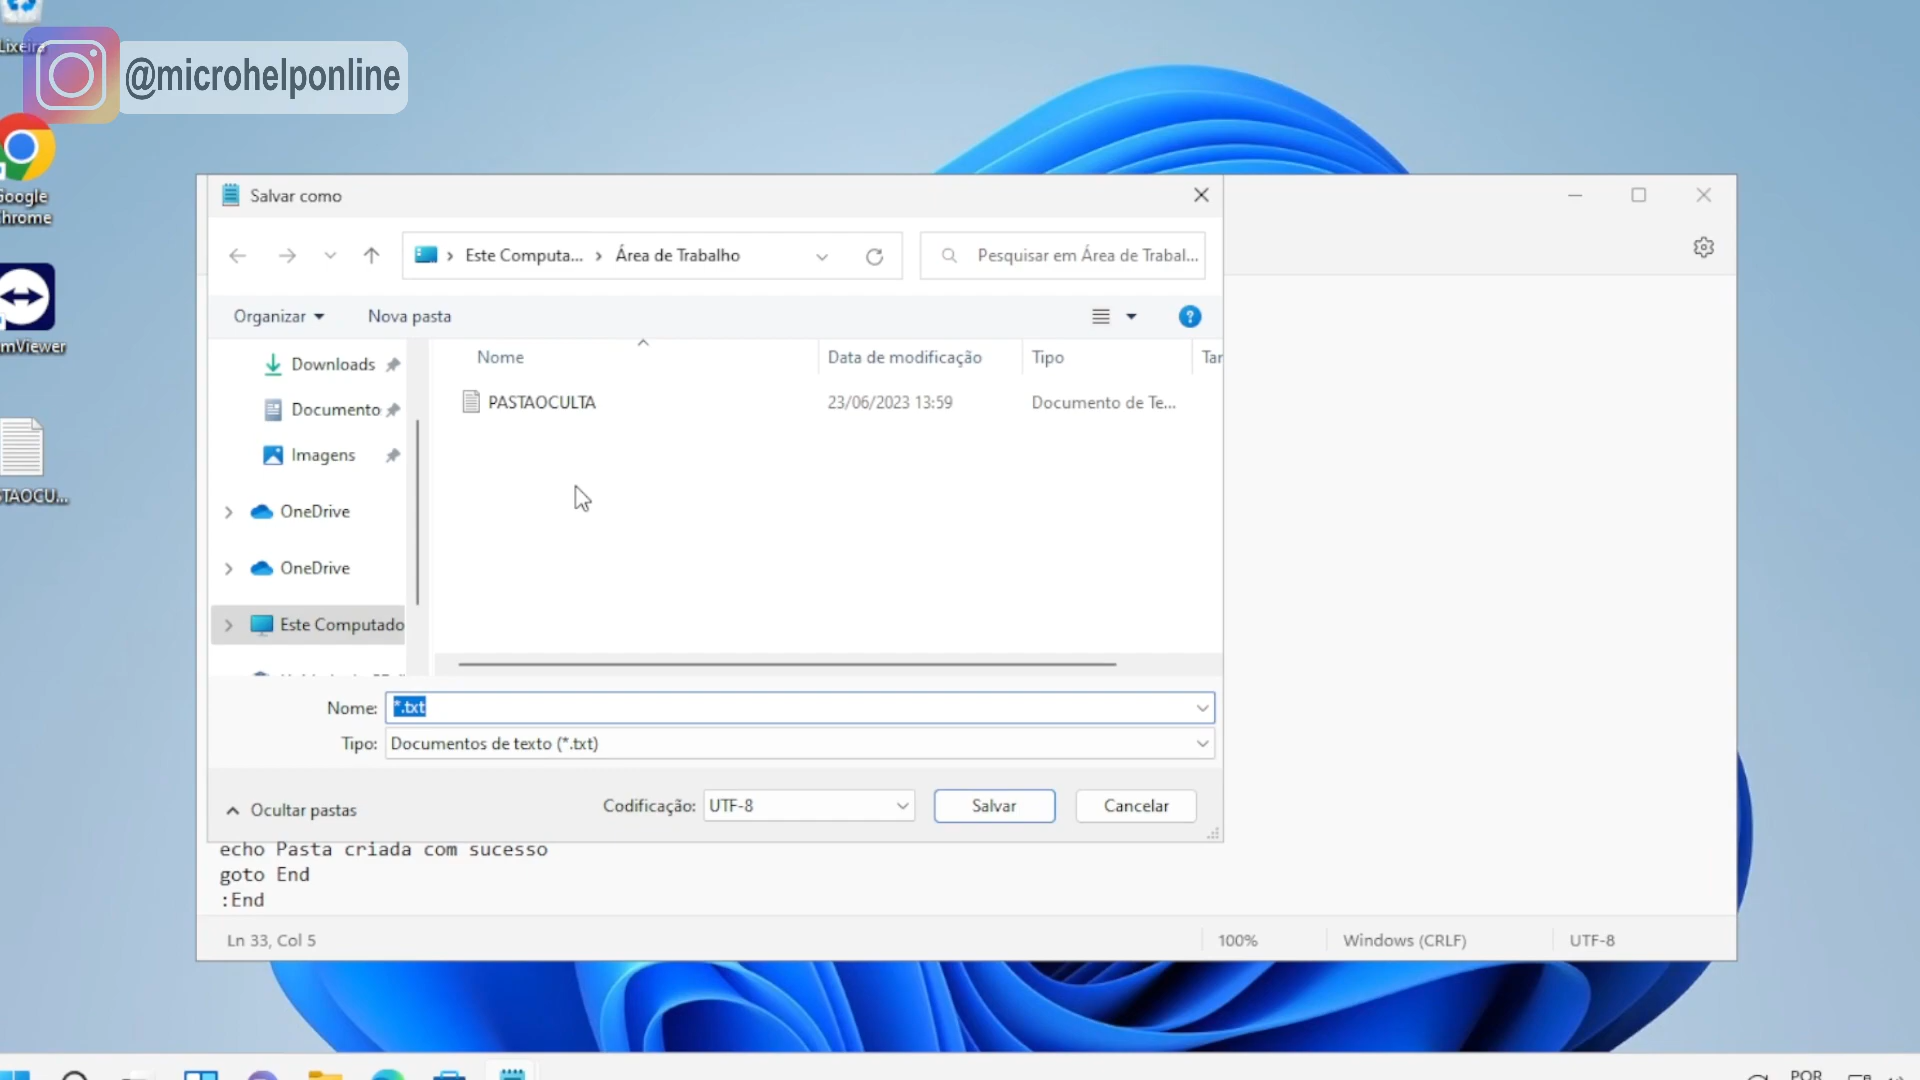 Lixeira
@microhelponline
Google
Chrome
mViewer
TAOCU...
Salvar como
Este Computa... > Área de Trabalho
Pesquisar em Área de Trabal...
Organizar
Nova pasta
Downloads
Documento
Imagens
OneDrive
OneDrive
Este Computado
Nome
Data de modificação
Tipo
Tar
PASTAOCULTA
23/06/2023 13:59
Documento de Te...
Nome: *.txt
Tipo: Documentos de texto (*.txt)
Ocultar pastas
Codificação: UTF-8
Salvar
Cancelar
echo Pasta criada com sucesso
goto End
:End
Ln 33, Col 5
100%
Windows (CRLF)
UTF-8
POR